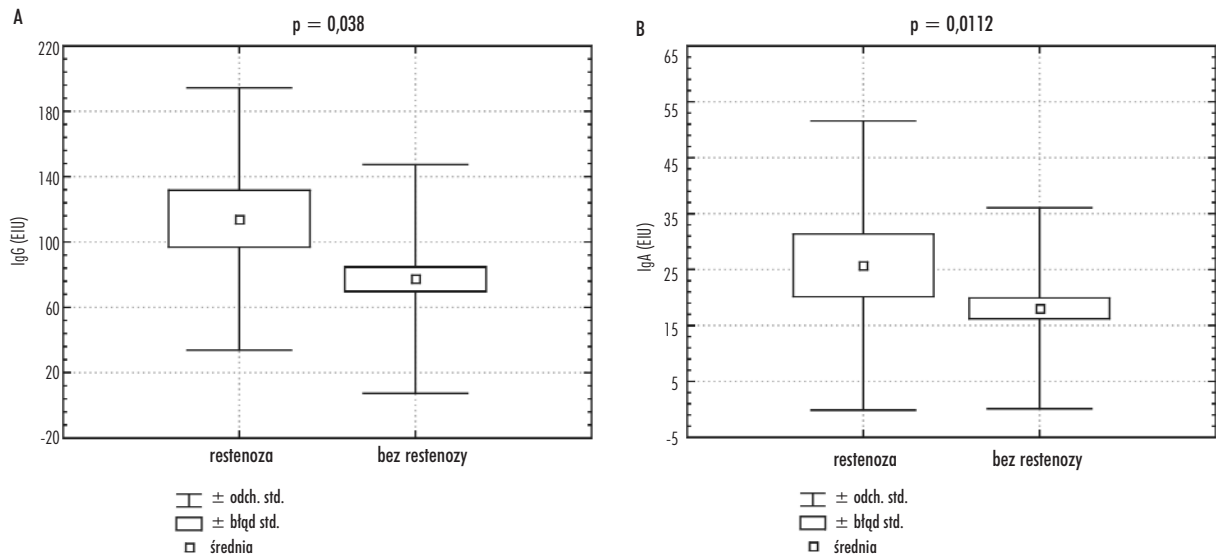 A
p = 0,038
IgG (EIU)
220
180
140
100
60
20
-20
restenoza bez restenozy
± odch. std.
± błąd std.
średnia
B
p = 0,0112
IgA (EIU)
65
55
45
35
25
15
5
-5
restenoza bez restenozy
± odch. std.
± błąd std.
średnia